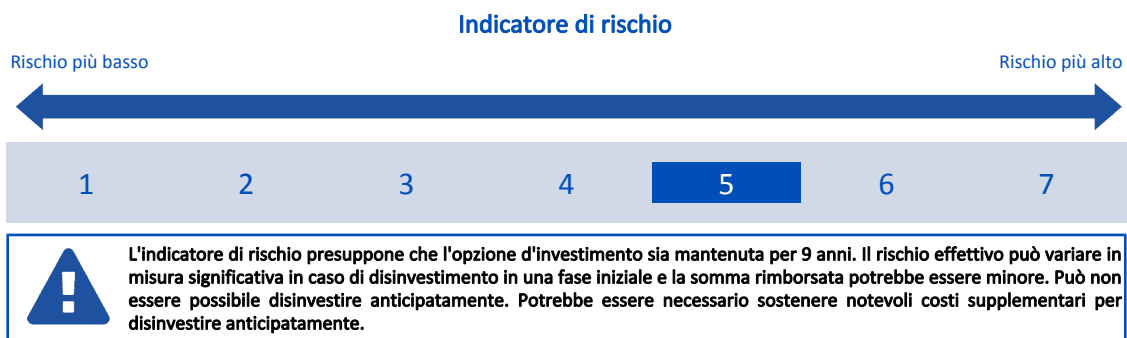 Indicatore di rischio
Rischio più basso
Rischio più alto
1 2 3 4 5 6 7
L'indicatore di rischio presuppone che l'opzione d'investimento sia mantenuta per 9 anni. Il rischio effettivo può variare in
misura significativa in caso di disinvestimento in una fase iniziale e la somma rimborsata potrebbe essere minore. Può non
essere possibile disinvestire anticipatamente. Potrebbe essere necessario sostenere notevoli costi supplementari per
disinvestire anticipatamente.